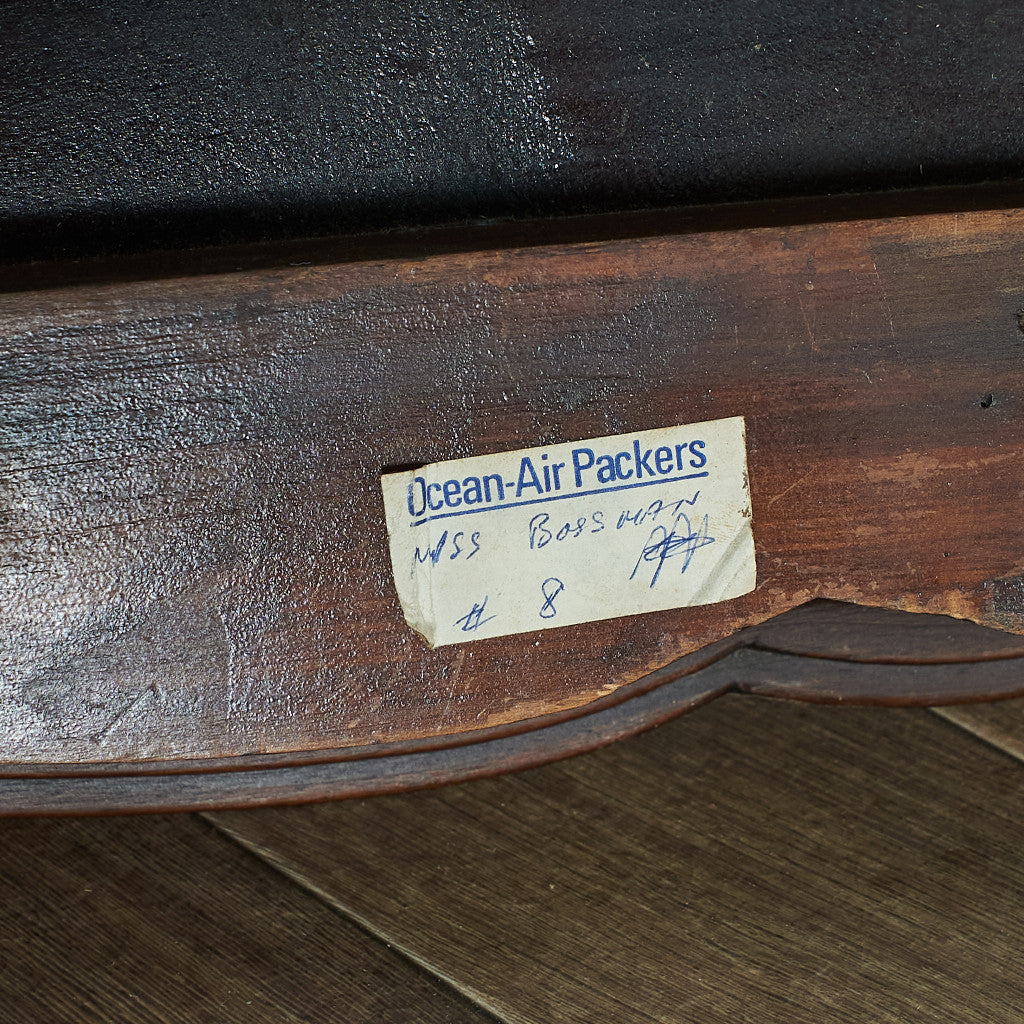 Ocean-Air Packers
MISS BOSSMAN
# 8